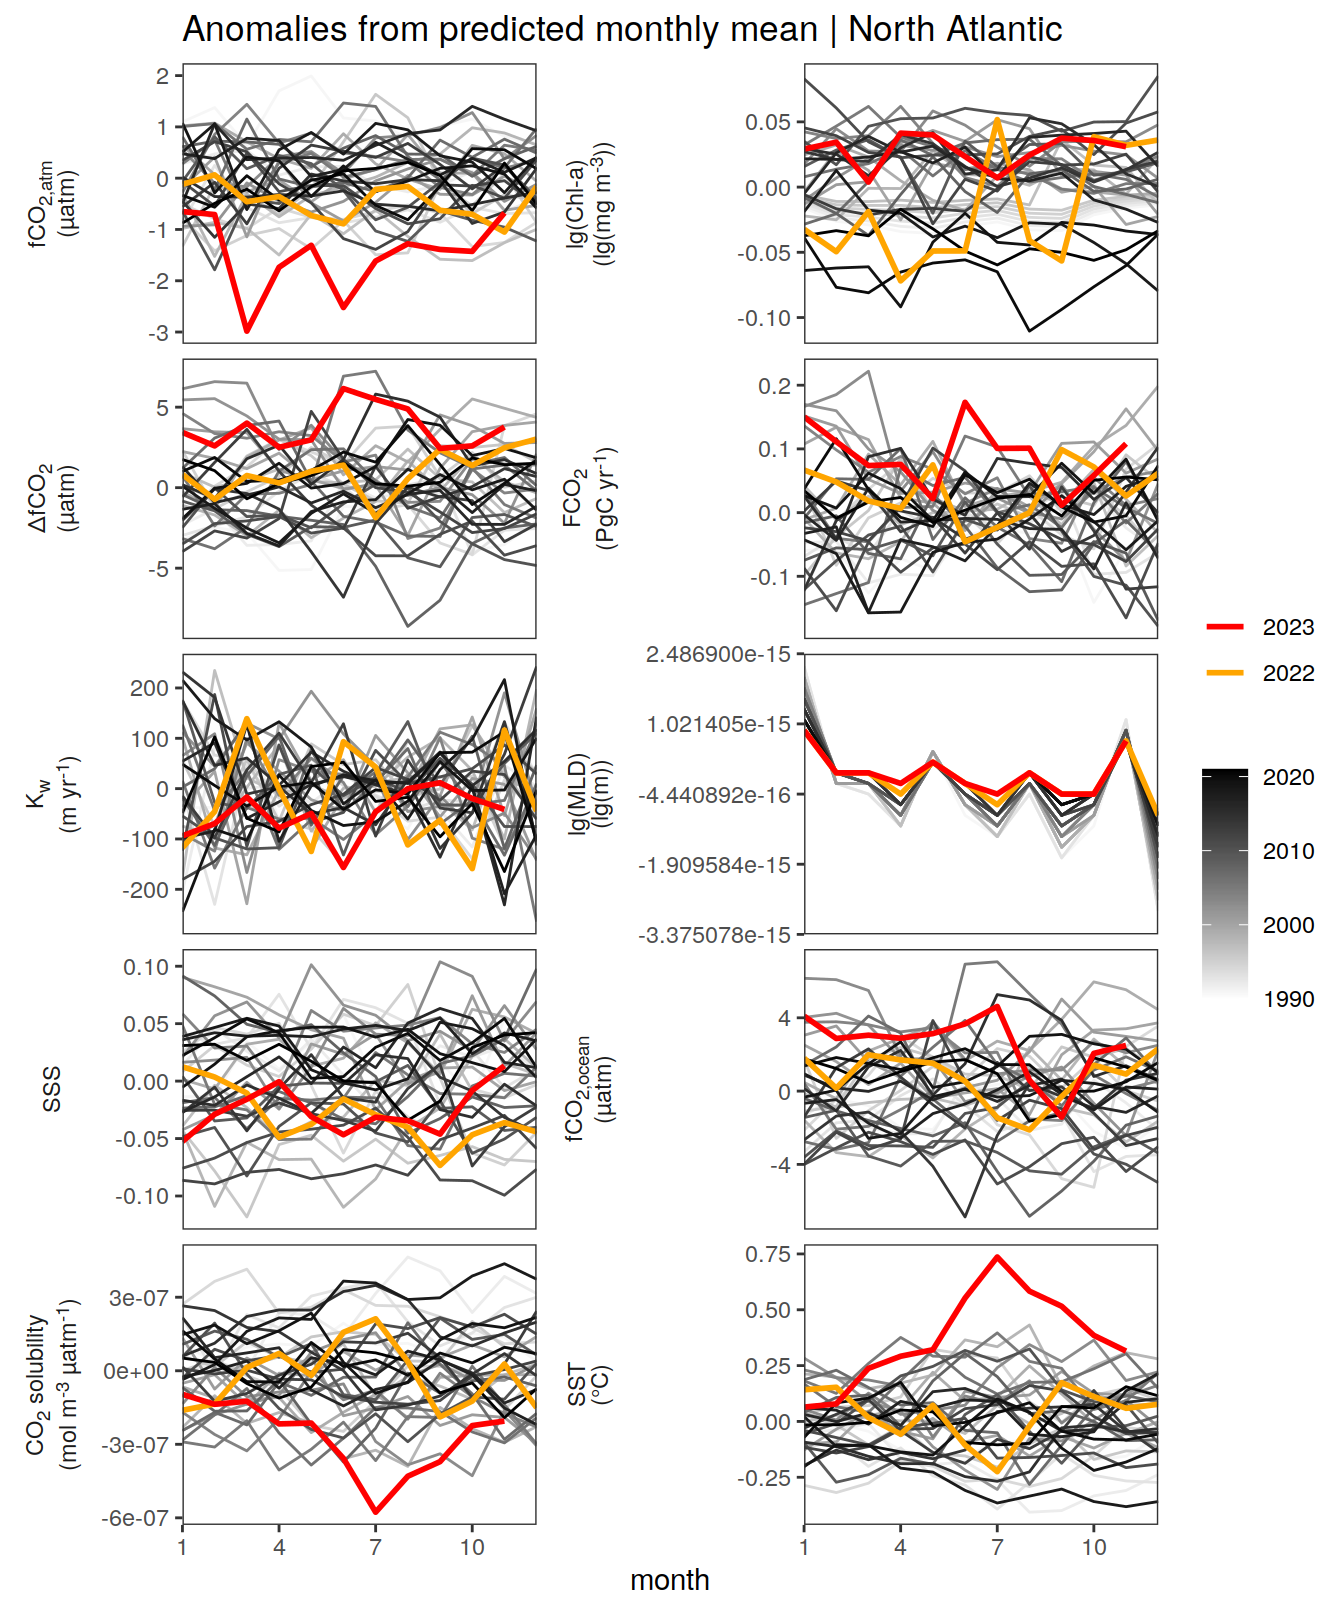 Anomalies from predicted monthly mean | North Atlantic
fCO2,atm
(µatm)
2
1
0
-1
-2
-3
lg(Chl-a)
(lg(mg m-3))
0.05
0.00
-0.05
-0.10
ΔfCO2
(µatm)
5
0
-5
FCO2
(PgC yr-1)
0.2
0.1
0.0
-0.1
Kw
(m yr-1)
200
100
0
-100
-200
lg(MLD)
(lg(m))
2.486900e-15
1.021405e-15
-4.440892e-16
-1.909584e-15
-3.375078e-15
SSS
0.10
0.05
0.00
-0.05
-0.10
fCO2,ocean
(µatm)
4
0
-4
CO2 solubility
(mol m-3 µatm-1)
3e-07
0e+00
-3e-07
-6e-07
1
4
7
10
SST
(°C)
0.75
0.50
0.25
0.00
-0.25
1
4
7
10
month
2023
2022
2020
2010
2000
1990